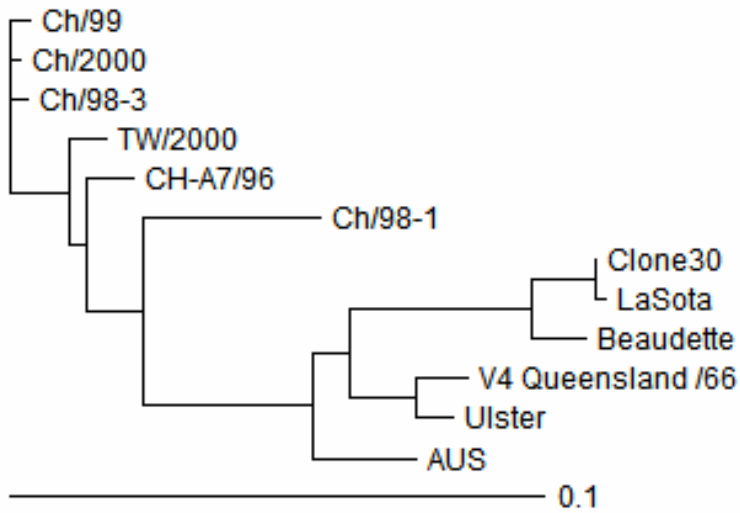 Ch/99
Ch/2000
Ch/98-3
TW/2000
CH-A7/96
Ch/98-1
Clone30
LaSota
Beaudette
V4 Queensland /66
Ulster
AUS
0.1